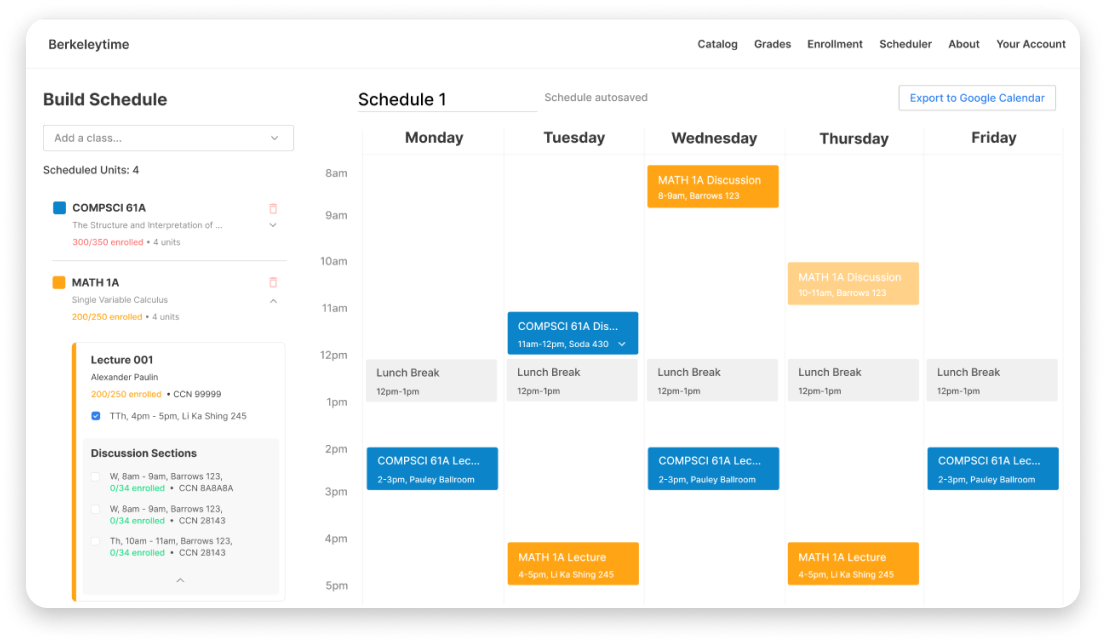 Berkeleytime
Catalog Grades Enrollment Scheduler About Your Account
Build Schedule
Add a class...
Scheduled Units: 4
COMPSCI 61A
The Structure and Interpretation of ...
300/350 enrolled • 4 units
MATH 1A
Single Variable Calculus
200/250 enrolled • 4 units
Lecture 001
Alexander Paulin
200/250 enrolled • CCN 99999
TTh, 4pm - 5pm, Li Ka Shing 245
Discussion Sections
W, 8am - 9am, Barrows 123,
0/34 enrolled • CCN 8A8A8A
W, 8am - 9am, Barrows 123,
0/34 enrolled • CCN 28143
Th, 10am - 11am, Barrows 123,
0/34 enrolled • CCN 28143
Schedule 1
Schedule autosaved
Export to Google Calendar
Monday Tuesday Wednesday Thursday Friday
8am
MATH 1A Discussion
8-9am, Barrows 123
9am
10am
MATH 1A Discussion
10-11am, Barrows 123
11am
COMPSCI 61A Dis...
11am-12pm, Soda 430
12pm
Lunch Break
12pm-1pm
Lunch Break
12pm-1pm
Lunch Break
12pm-1pm
Lunch Break
12pm-1pm
Lunch Break
12pm-1pm
1pm
2pm
COMPSCI 61A Lec...
2-3pm, Pauley Ballroom
COMPSCI 61A Lec...
2-3pm, Pauley Ballroom
COMPSCI 61A Lec...
2-3pm, Pauley Ballroom
3pm
4pm
MATH 1A Lecture
4-5pm, Li Ka Shing 245
MATH 1A Lecture
4-5pm, Li Ka Shing 245
5pm